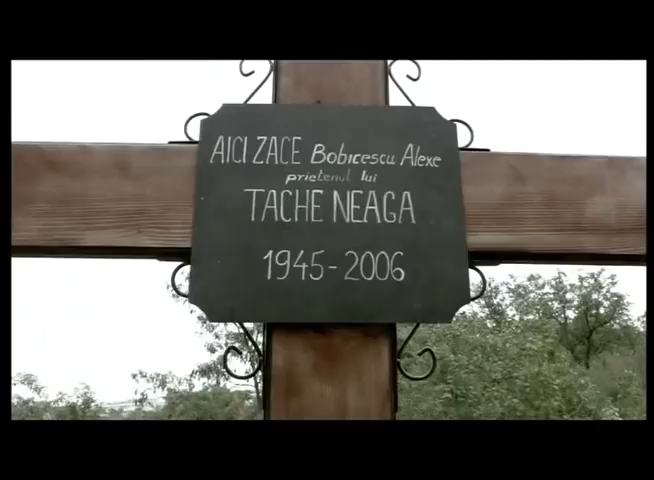 AICI ZACE Bobicescu Alexe
prietenul lui
TACHE NEAGA
1945-2006